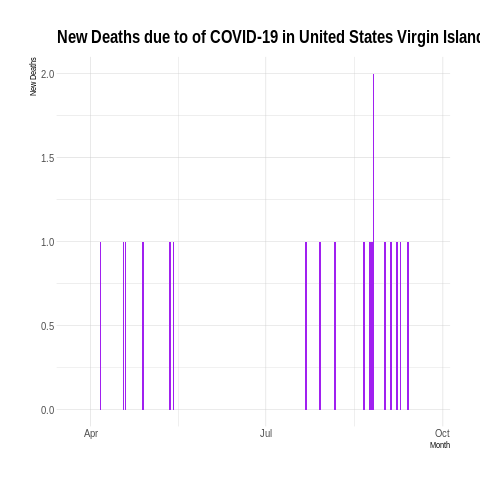 New Deaths due to of COVID-19 in United States Virgin Island
New Deaths
2.0
1.5
1.0
0.5
0.0
Apr
Jul
Oct
Month